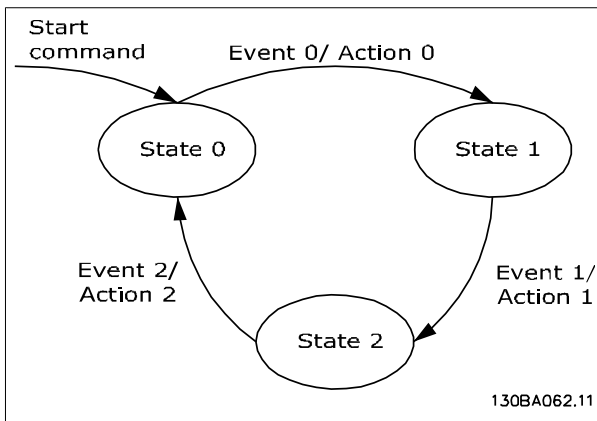 Start
command
Event 0/ Action 0
State 0
State 1
Event 2/
Action 2
Event 1/
Action 1
State 2
130BA062.11